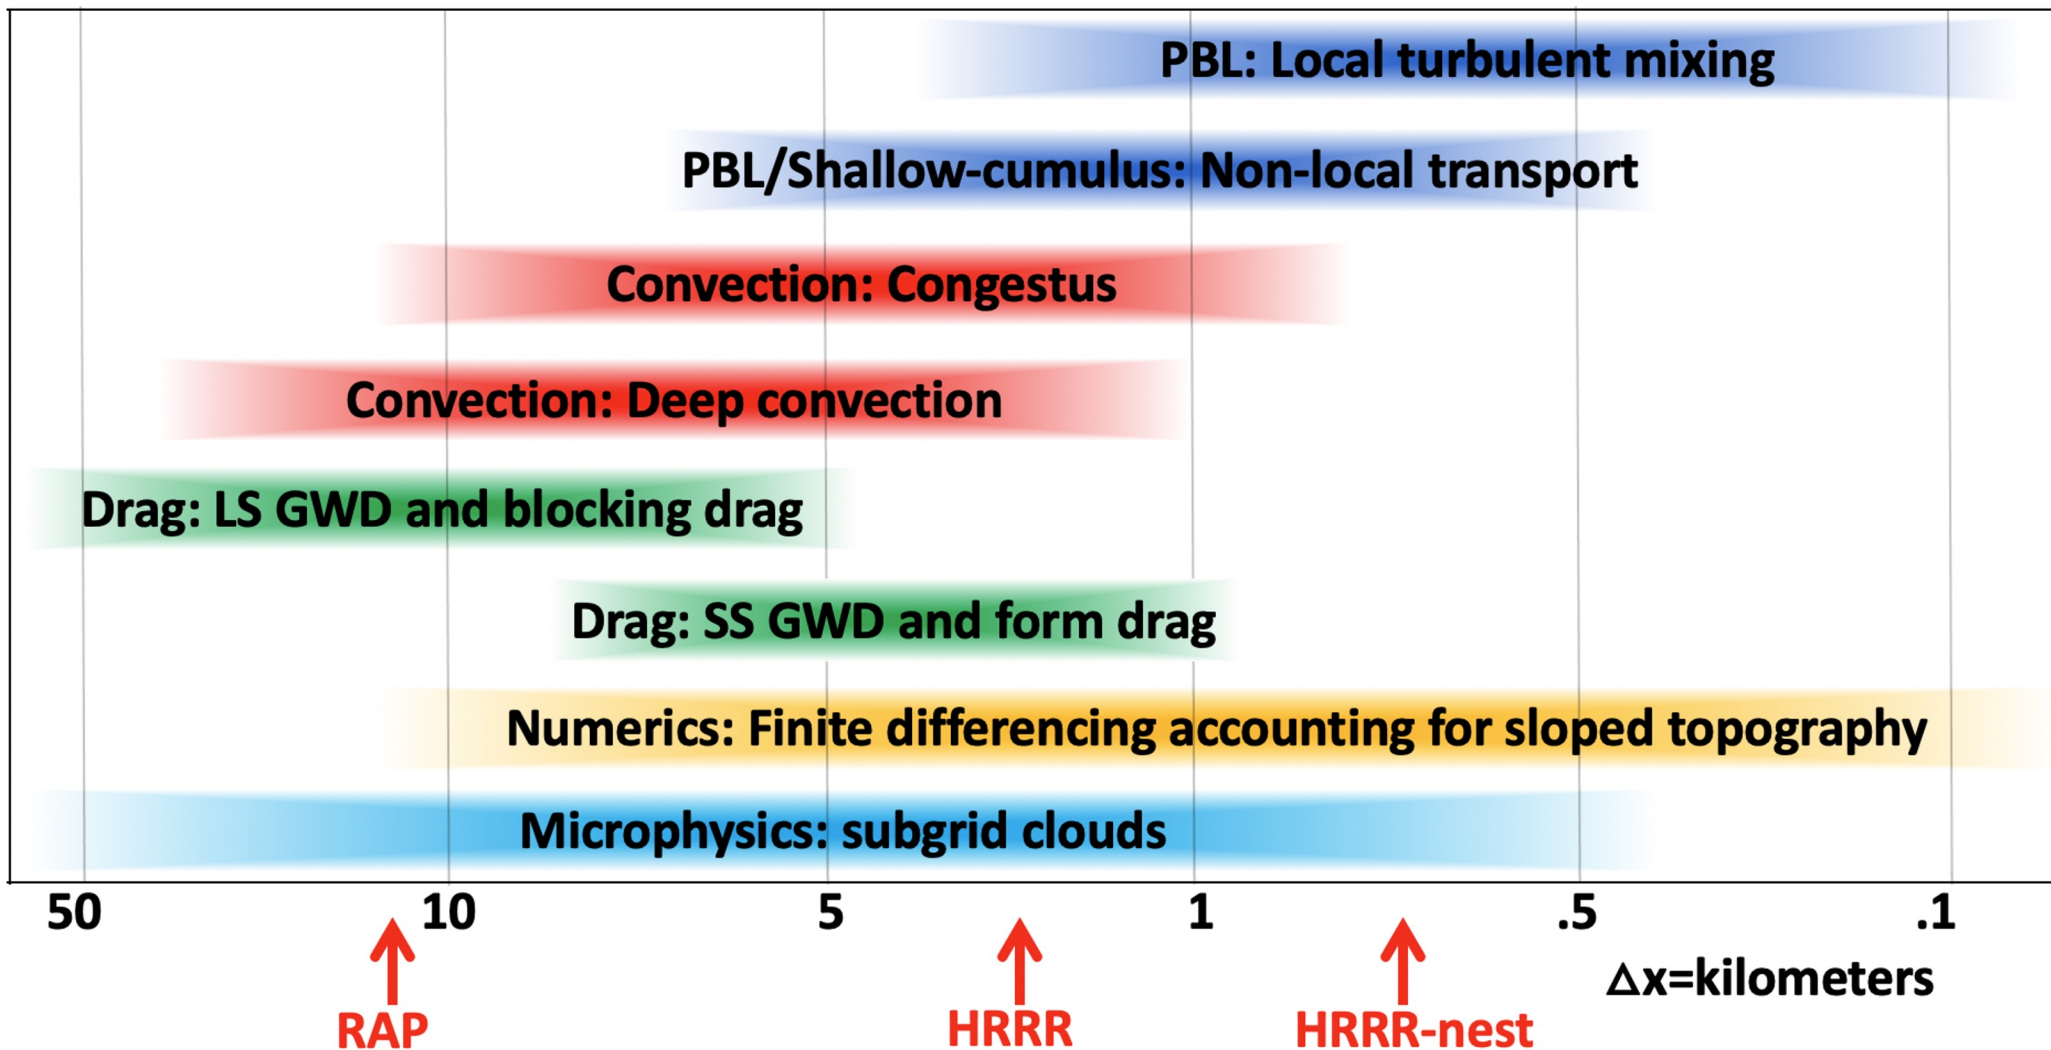 PBL: Local turbulent mixing
PBL/Shallow-cumulus: Non-local transport
Convection: Congestus
Convection: Deep convection
Drag: LS GWD and blocking drag
Drag: SS GWD and form drag
Numerics: Finite differencing accounting for sloped topography
Microphysics: subgrid clouds
50 10 5 1 .5 .1
Δx=kilometers
RAP HRRR HRRR-nest